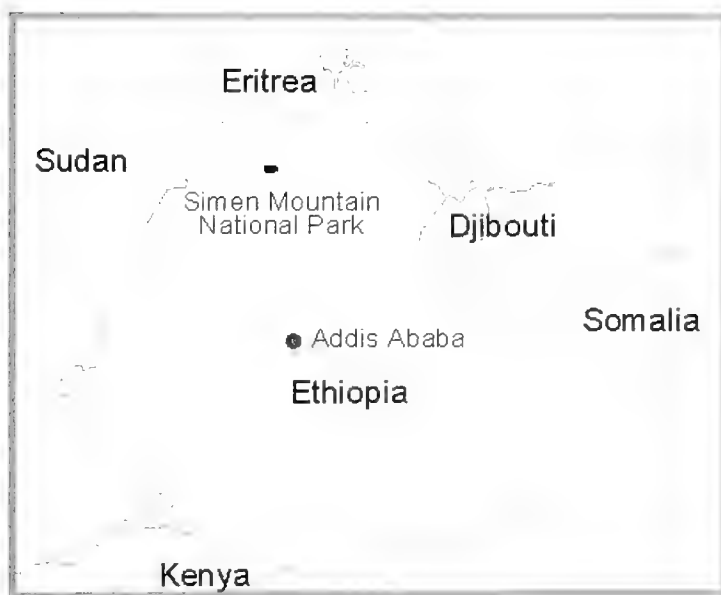 Eritrea
Sudan
Simen Mountain
National Park
Djibouti
Somalia
Addis Ababa
Ethiopia
Kenya